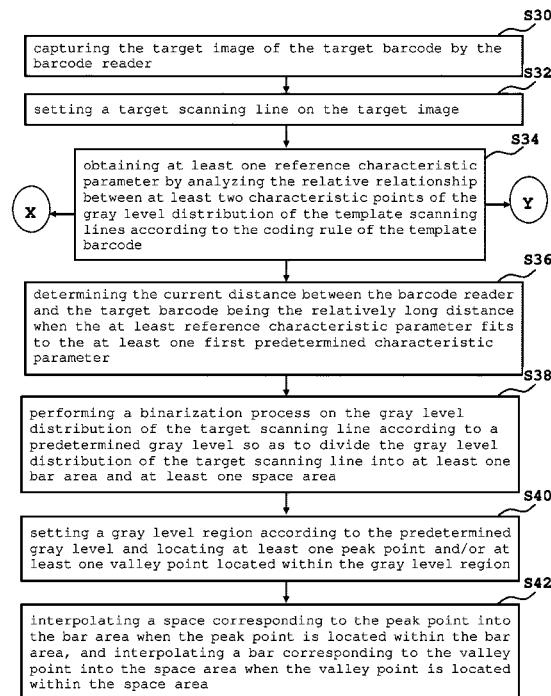 S30
capturing the target image of the target barcode by the
barcode reader
S32
setting a target scanning line on the target image
S34
obtaining at least one reference characteristic
parameter by analyzing the relative relationship
between at least two characteristic points of the
gray level distribution of the template scanning
lines according to the coding rule of the template
barcode
X
Y
S36
determining the current distance between the barcode reader
and the target barcode being the relatively long distance
when the at least reference characteristic parameter fits
to the at least one first predetermined characteristic
parameter
S38
performing a binarization process on the gray level
distribution of the target scanning line according to a
predetermined gray level so as to divide the gray level
distribution of the target scanning line into at least one
bar area and at least one space area
S40
setting a gray level region according to the predetermined
gray level and locating at least one peak point and/or at
least one valley point located within the gray level region
S42
interpolating a space corresponding to the peak point into
the bar area when the peak point is located within the bar
area, and interpolating a bar corresponding to the valley
point into the space area when the valley point is located
within the space area